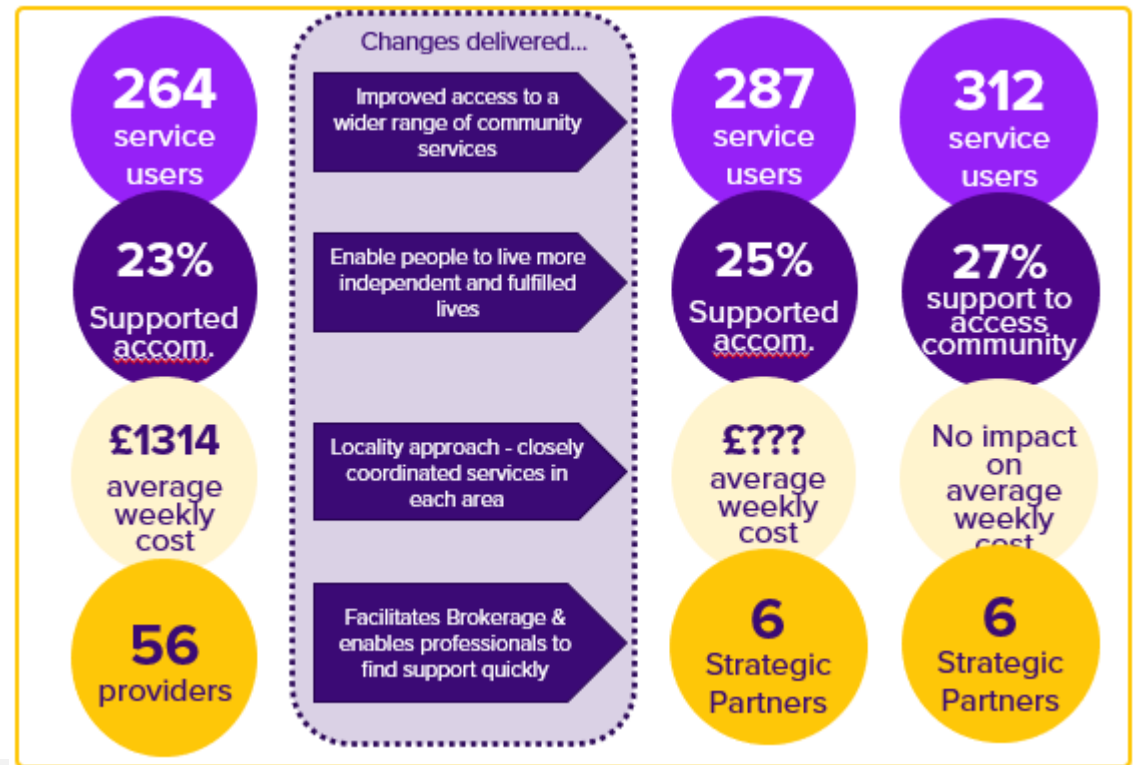 264
service
users
23%
Supported
accom.
£1314
average
weekly
cost
56
providers
Changes delivered...
Improved access to a
wider range of community
services
Enable people to live more
independent and fulfilled
lives
Locality approach - closely
coordinated services in
each area
Facilitates Brokerage &
enables professionals to
find support quickly
287
service
users
25%
Supported
accom.
£???
average
weekly
cost
6
Strategic
Partners
312
service
users
27%
support to
access
community
No impact
on
average
weekly
cost
6
Strategic
Partners